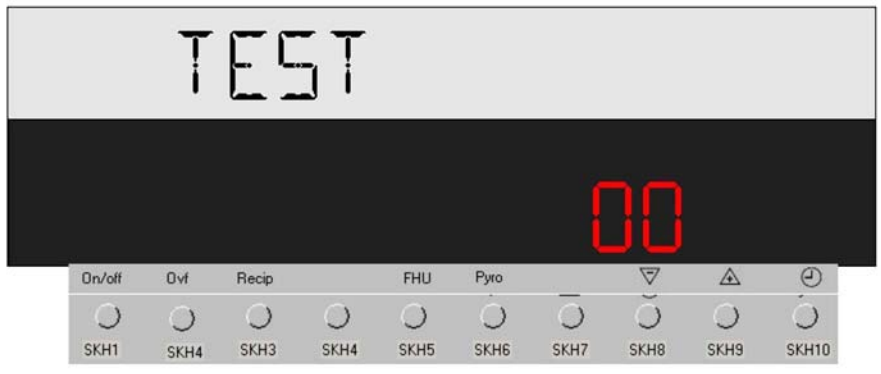 TEST
00
On/off Ovf Recip FHU Pyro
SKH1 SKH4 SKH3 SKH4 SKH5 SKH6 SKH7 SKH8 SKH9 SKH10